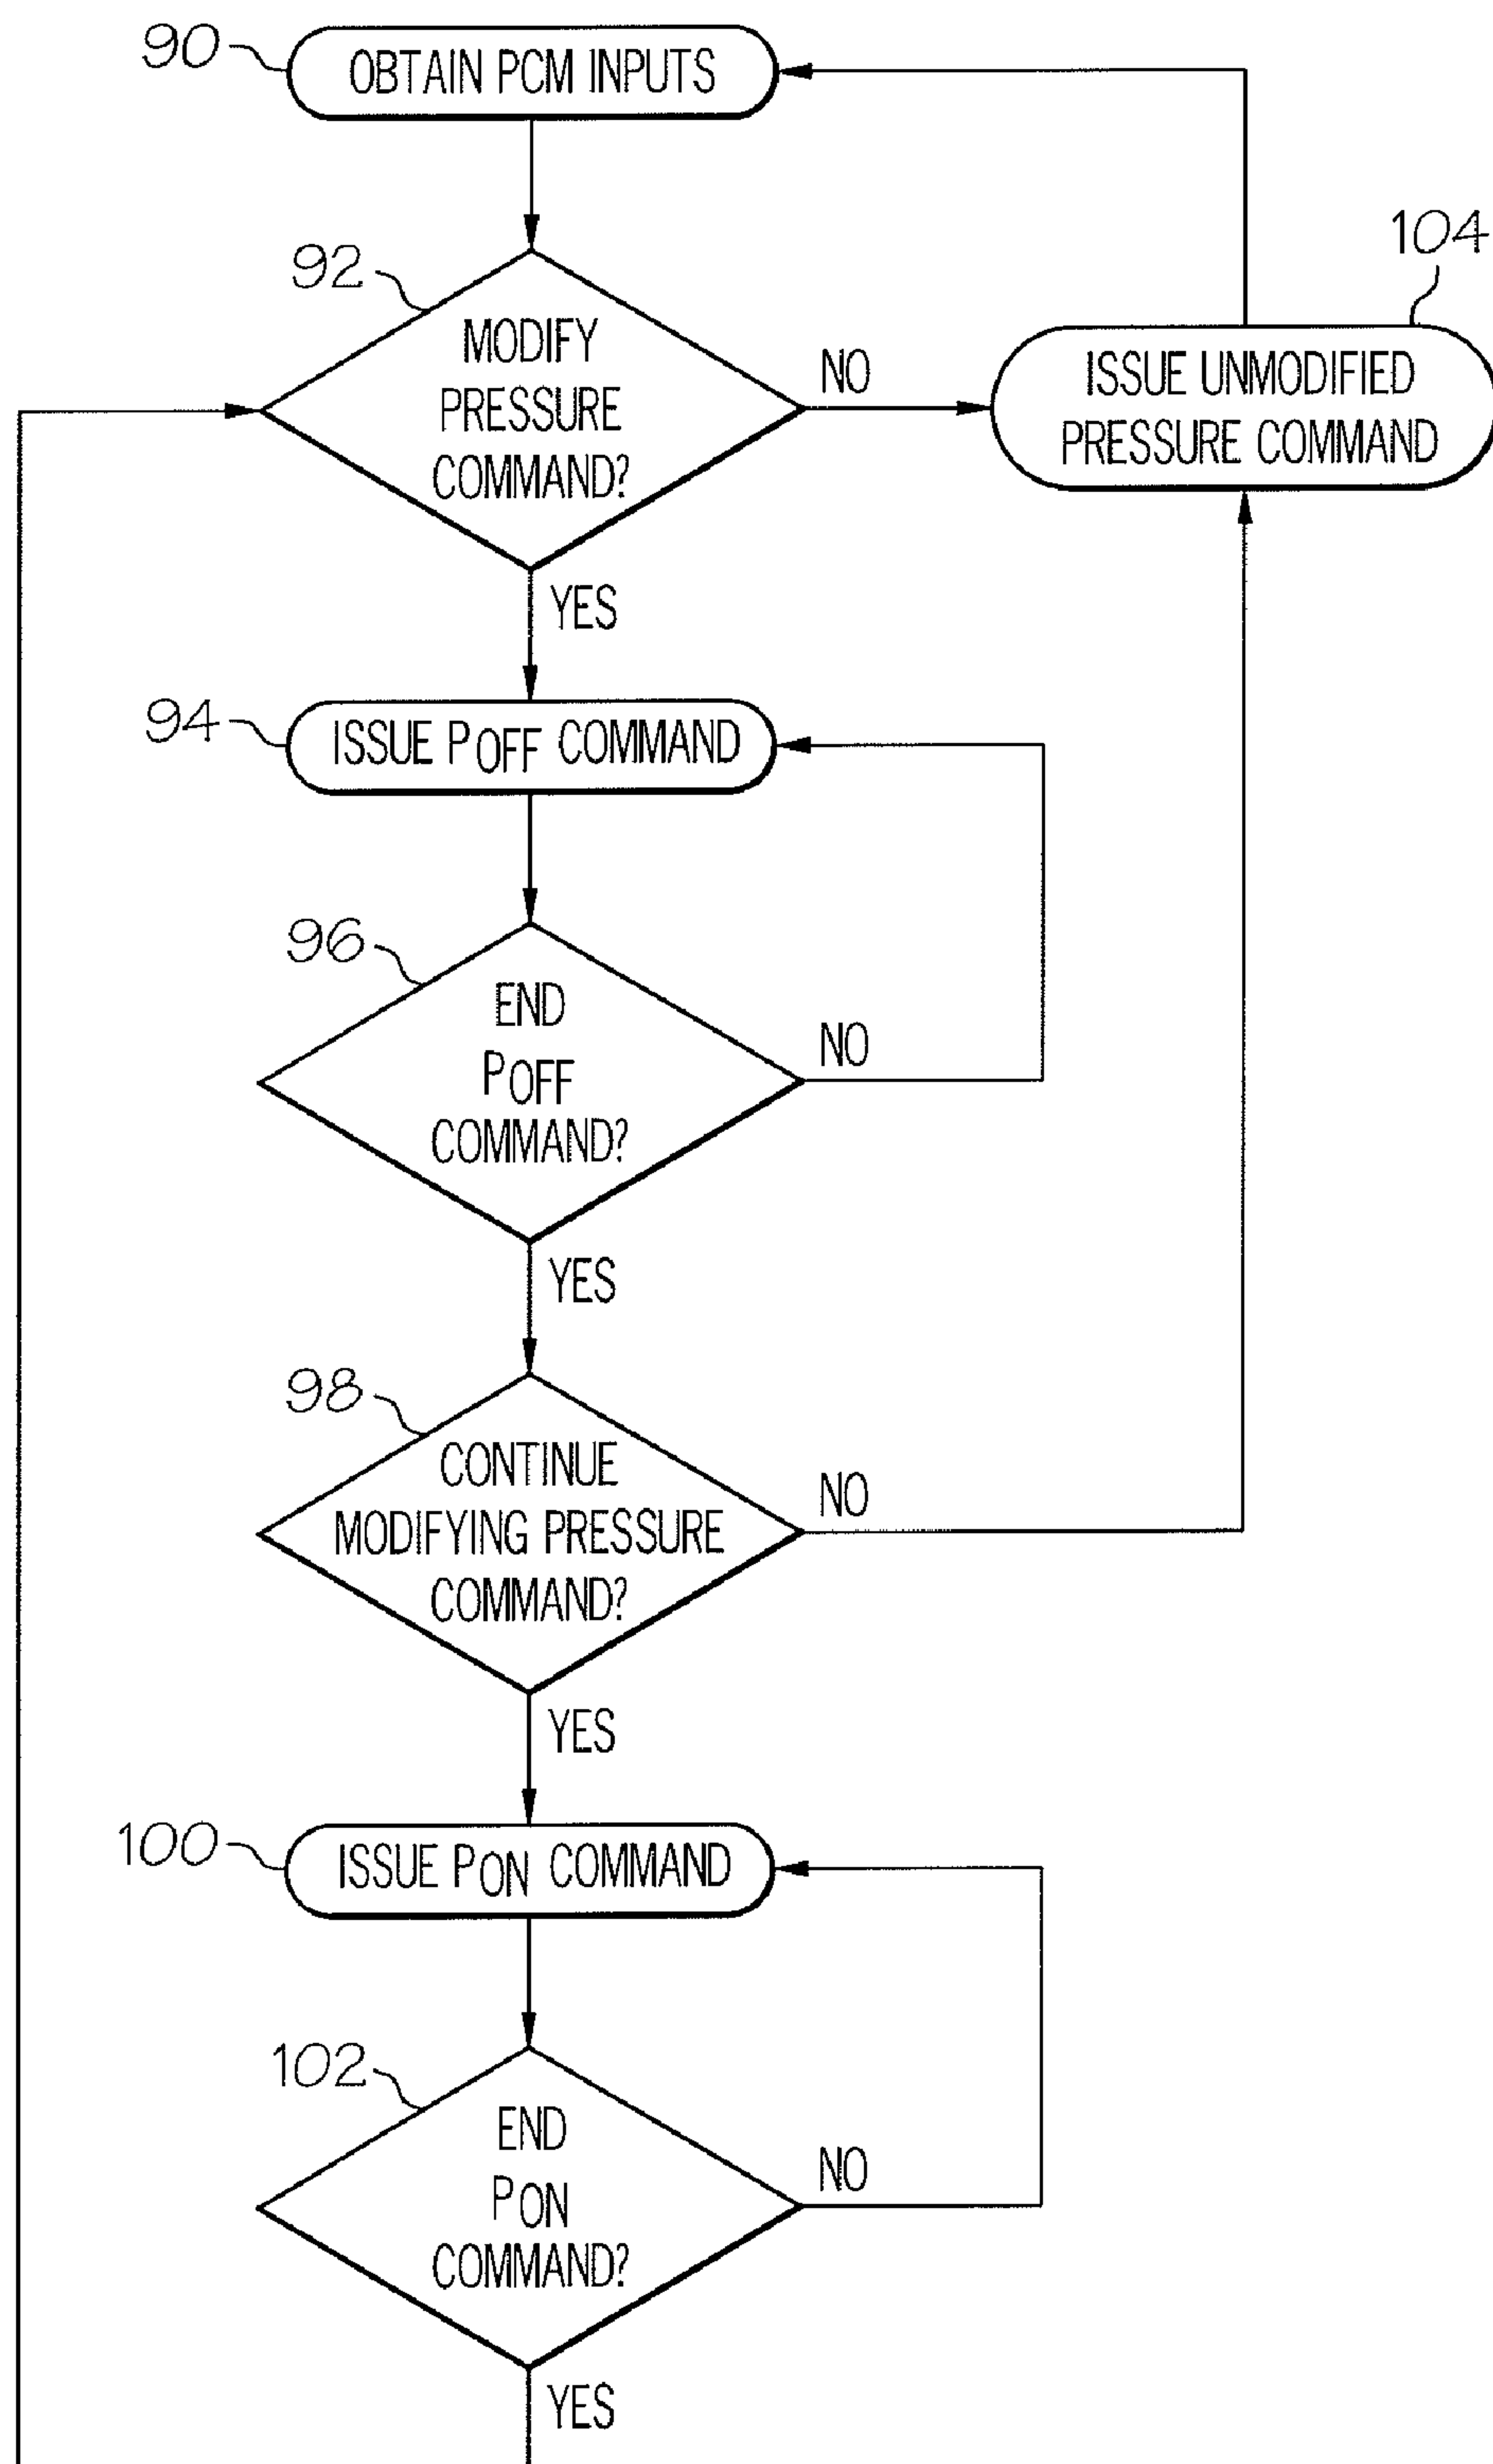 90
OBTAIN PCM INPUTS
92
MODIFY
PRESSURE
COMMAND?
NO
104
ISSUE UNMODIFIED
PRESSURE COMMAND
YES
94
ISSUE POFF COMMAND
96
END
POFF
COMMAND?
NO
YES
98
CONTINUE
MODIFYING PRESSURE
COMMAND?
NO
YES
100
ISSUE PON COMMAND
102
END
PON
COMMAND?
NO
YES